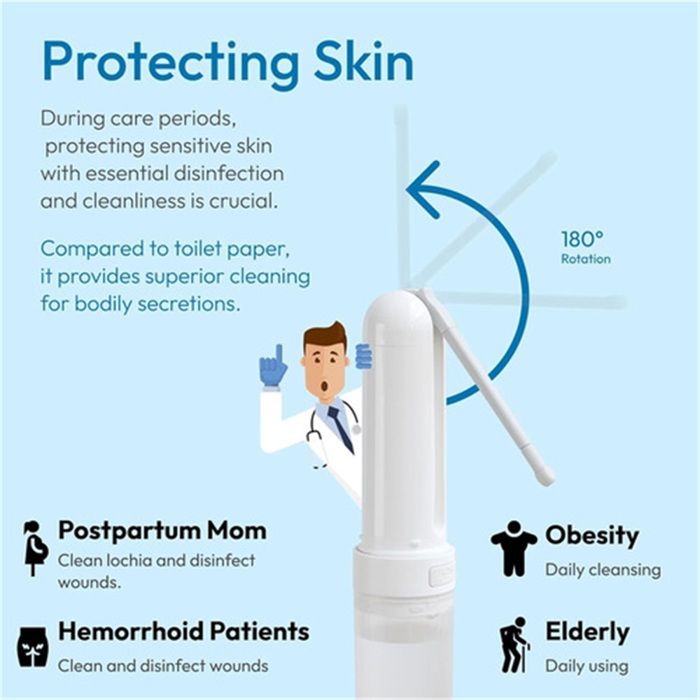 Protecting Skin
During care periods,
protecting sensitive skin
with essential disinfection
and cleanliness is crucial.
Compared to toilet paper,
it provides superior cleaning
for bodily secretions.
180°
Rotation
Postpartum Mom
Clean lochia and disinfect
wounds.
Obesity
Daily cleansing
Hemorrhoid Patients
Clean and disinfect wounds
Elderly
Daily using